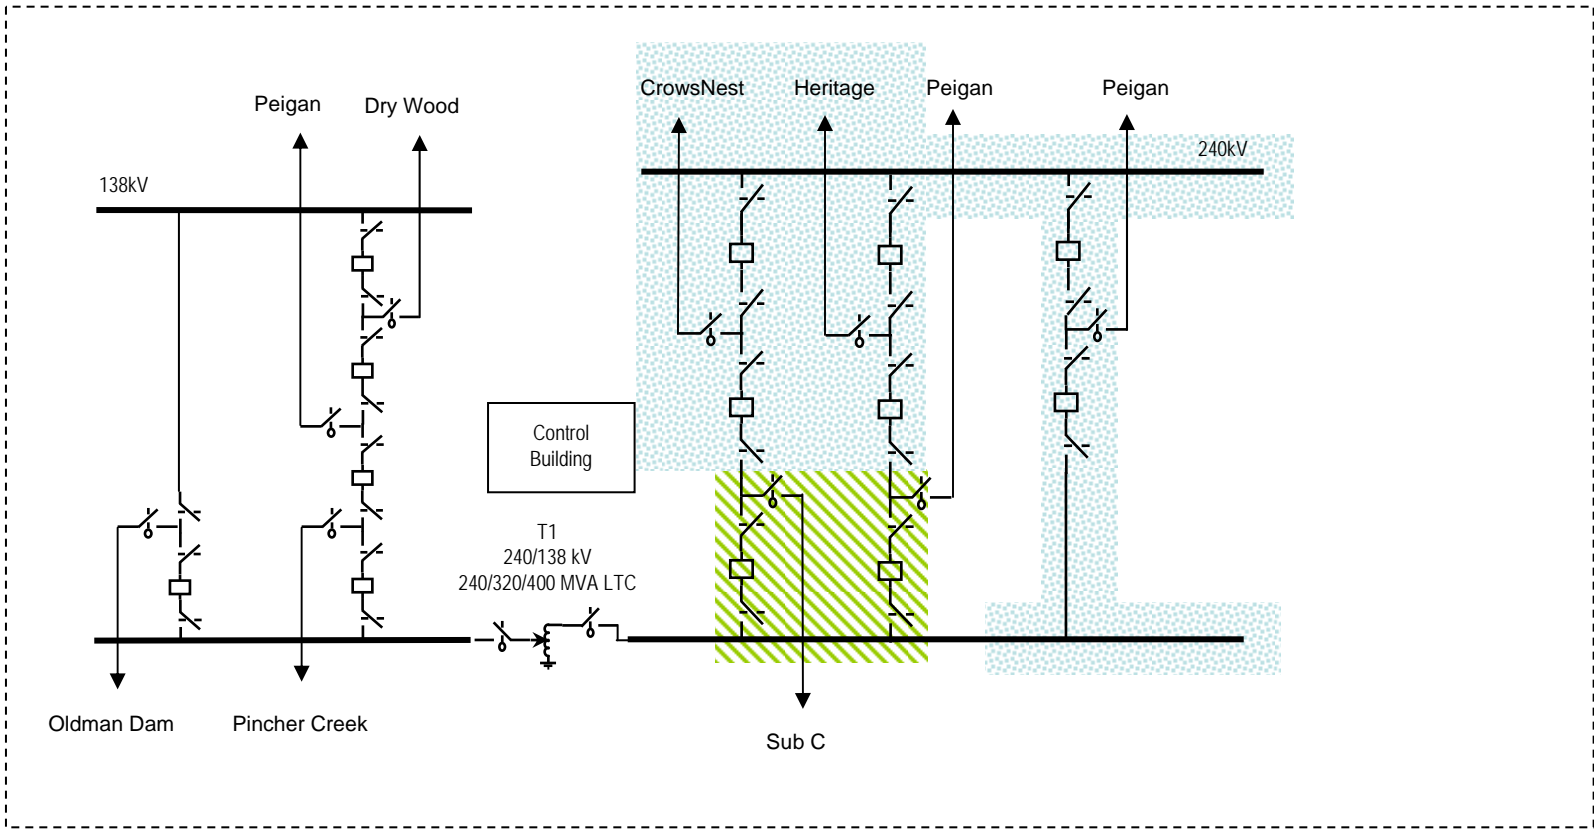 CrowsNest
Heritage
Peigan
Peigan
Peigan
Dry Wood
240kV
138kV
Control
Building
T1
240/138 kV
240/320/400 MVA LTC
Oldman Dam
Pincher Creek
Sub C